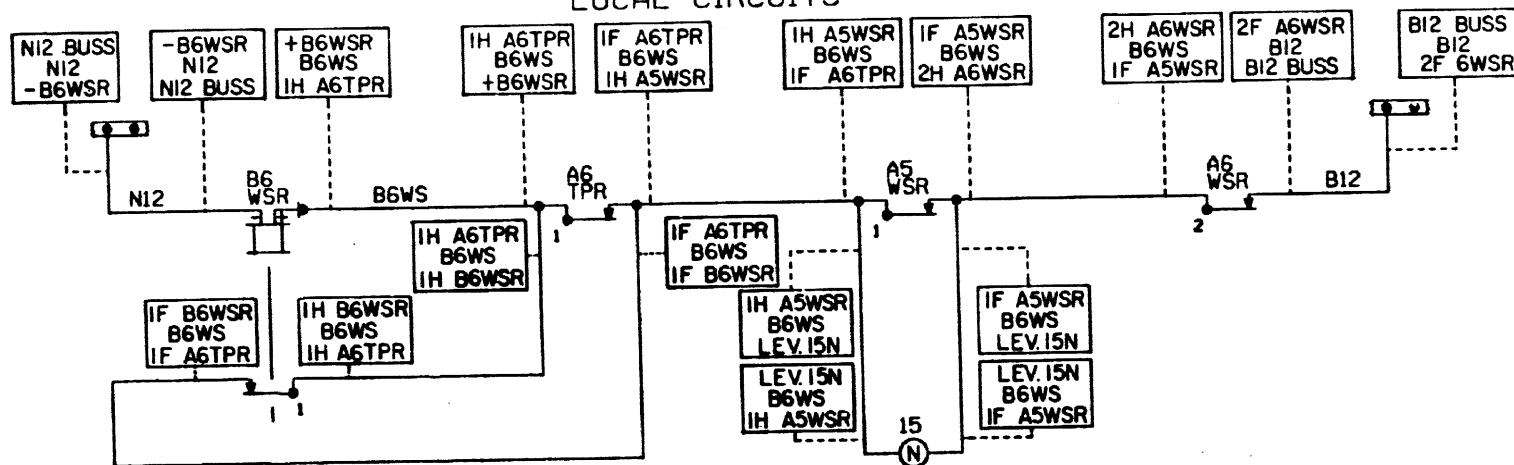 LOCAL CIRCUITS
N12 BUSS
N12
-B6WSR
-B6WSR
N12
N12 BUSS
+B6WSR
B6WS
1H A6TPR
1H A6TPR
B6WS
+B6WSR
1F A6TPR
B6WS
1H A5WSR
1H A5WSR
B6WS
1F A6TPR
1F A5WSR
B6WS
2H A6WSR
2H A6WSR
B6WS
1F A5WSR
2F A6WSR
B12
B12 BUSS
B12 BUSS
B12
2F 6WSR
N12
B6
WSR
B6WS
A6
TPR
1
A5
WSR
1
A6
WSR
2
B12
1H A6TPR
B6WS
1H B6WSR
1F A6TPR
B6WS
1F B6WSR
1F B6WSR
B6WS
1F A6TPR
1H B6WSR
B6WS
1H A6TPR
1H A5WSR
B6WS
LEV. 15N
1F A5WSR
B6WS
LEV. 15N
LEV. 15N
B6WS
1H A5WSR
LEV. 15N
B6WS
1F A5WSR
1
1
15
N